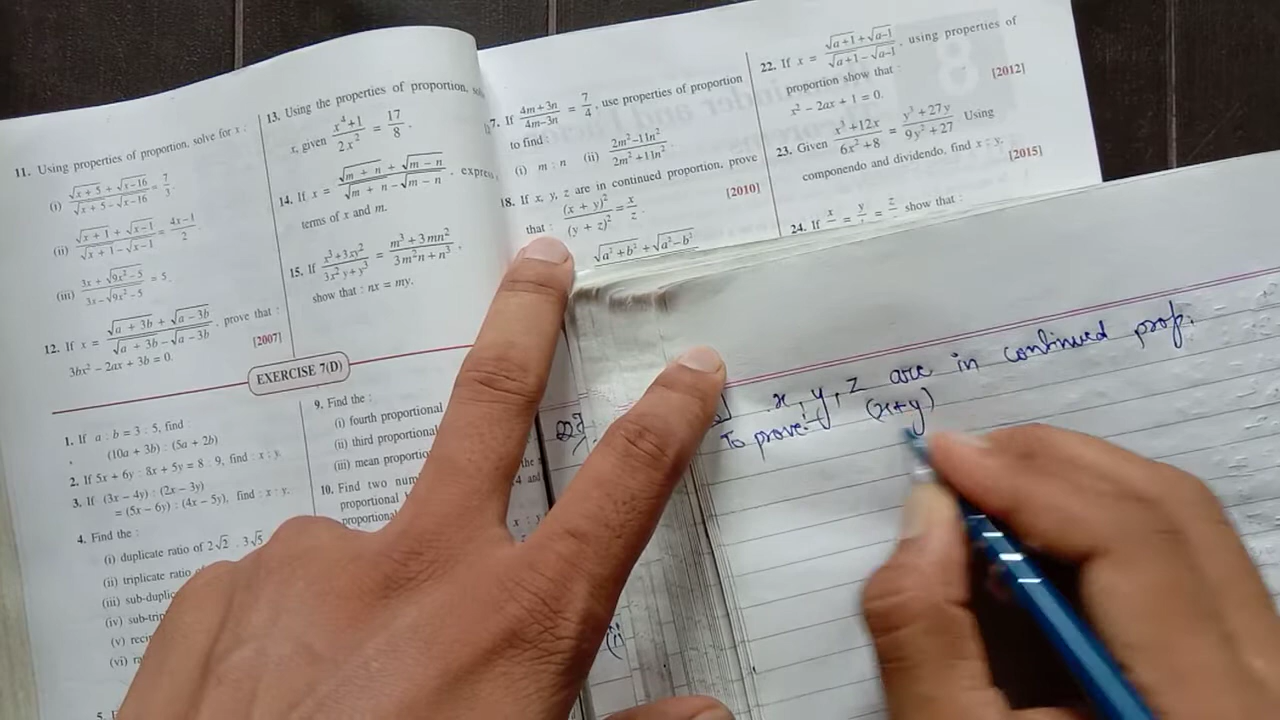 11. Using properties of proportion, solve for x :
(i) (√x + 5 + √x-16)/(√x + 5 - √x-16) = 7/3
(ii) (√x + 1 + √x-1)/(√x + 1 - √x-1) = (4x-1)/2
(iii) (3x + √9x² - 5)/(3x - √9x² - 5) = 5.
12. If x = (√a + 3b + √a - 3b)/(√a + 3b - √a - 3b), prove that :
3bx² - 2ax + 3b = 0. [2007]
13. Using the properties of proportion,
x, given (x⁴+1)/(2x²) = 17/8.
14. If x = (√m + n + √m - n)/(√m + n - √m - n),
terms of x and m.
15. If (x³+3xy²)/(3x²y+y³) = (m³+3mn²)/(3m²n+n³),
show that : nx = my.
7. If (4m+3n)/(4m-3n) = 7/4, use properties of proportion
to find :
(i) m : n (ii) (2m²-11n²)/(2m²+11n²).
18. If x, y, z are in continued proportion, prove
that : (x + y)²/(y + z)² = x/z. [2010]
√a² + b² + √a² - b²
22. If x = (√a+1 + √a-1)/(√a+1 - √a-1), using properties of
proportion show that :
x² - 2ax + 1 = 0. [2012]
23. Given (x³ + 12x)/(6x² + 8) = (y³ + 27y)/(9y² + 27) Using
componendo and dividendo, find x : y.
[2015]
24. If x = y = z show that :
EXERCISE 7(D)
1. If a : b = 3 : 5, find :
(10a + 3b) : (5a + 2b)
2. If 5x + 6y : 8x + 5y = 8 : 9, find : x : y.
3. If (3x - 4y) : (2x - 3y)
= (5x - 6y) : (4x - 5y), find : x : y.
4. Find the :
(i) duplicate ratio of 2√2 : 3√5
(ii) triplicate ratio
(iii)
(iv)
(v)
(vi)
9. Find the :
(i) fourth proportional
(ii) third proportional
(iii) mean
10. Find two
proportional
x, y, z are in continued prop.
To prove:- (x+y)